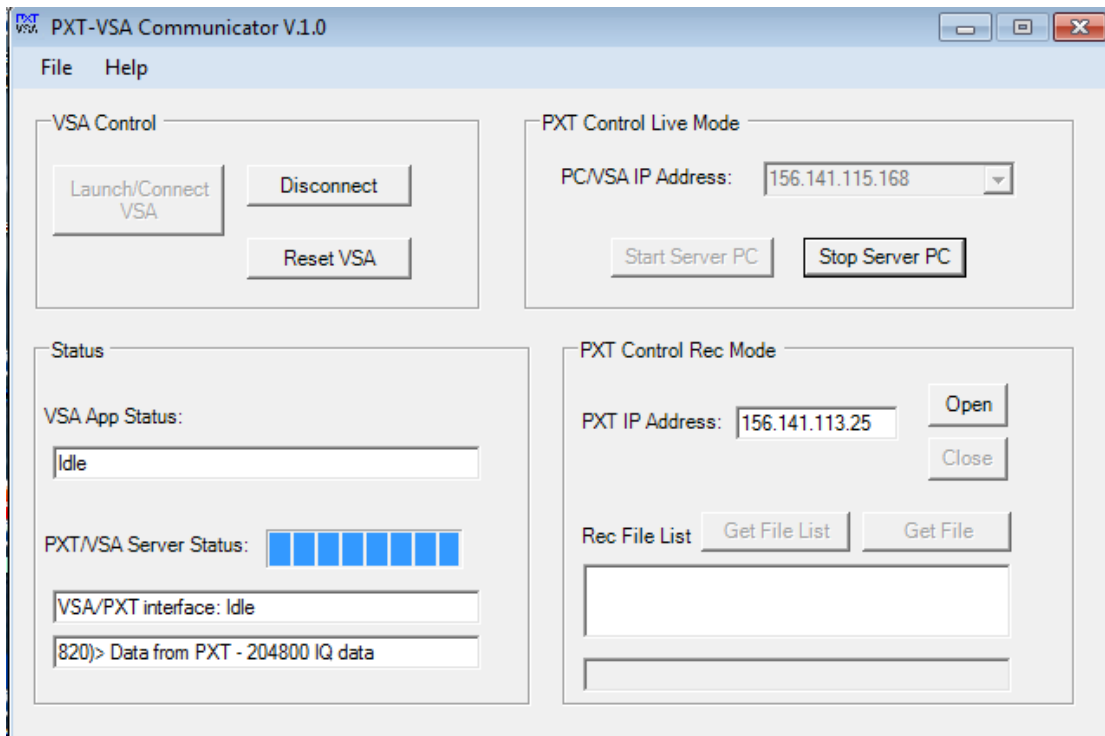 PXT VSA PXT-VSA Communicator V.1.0
File Help
VSA Control
Launch/Connect
VSA
Disconnect
Reset VSA
PXT Control Live Mode
PC/VSA IP Address: 156.141.115.168
Start Server PC Stop Server PC
Status
VSA App Status:
Idle
PXT/VSA Server Status:
VSA/PXT interface: Idle
820)> Data from PXT - 204800 IQ data
PXT Control Rec Mode
PXT IP Address: 156.141.113.25
Open
Close
Rec File List Get File List Get File